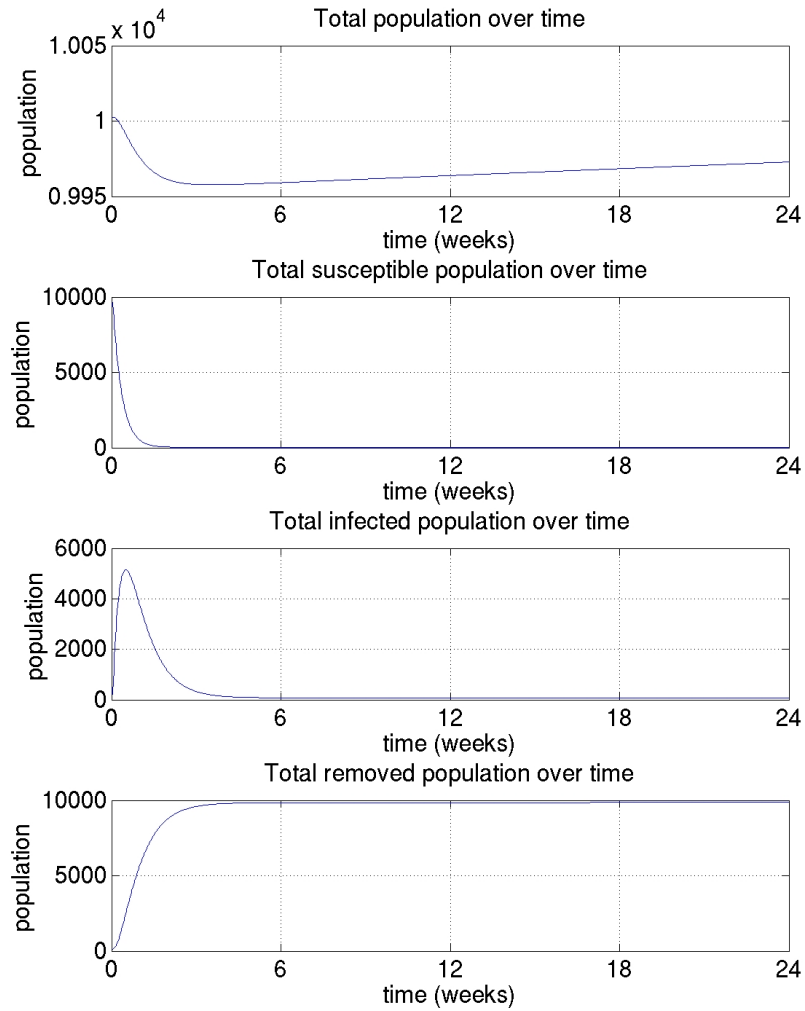 Total population over time
x 10^4
1.005
1
0.995
population
0 6 12 18 24
time (weeks)
Total susceptible population over time
10000
5000
0
population
0 6 12 18 24
time (weeks)
Total infected population over time
6000
4000
2000
0
population
0 6 12 18 24
time (weeks)
Total removed population over time
10000
5000
0
population
0 6 12 18 24
time (weeks)